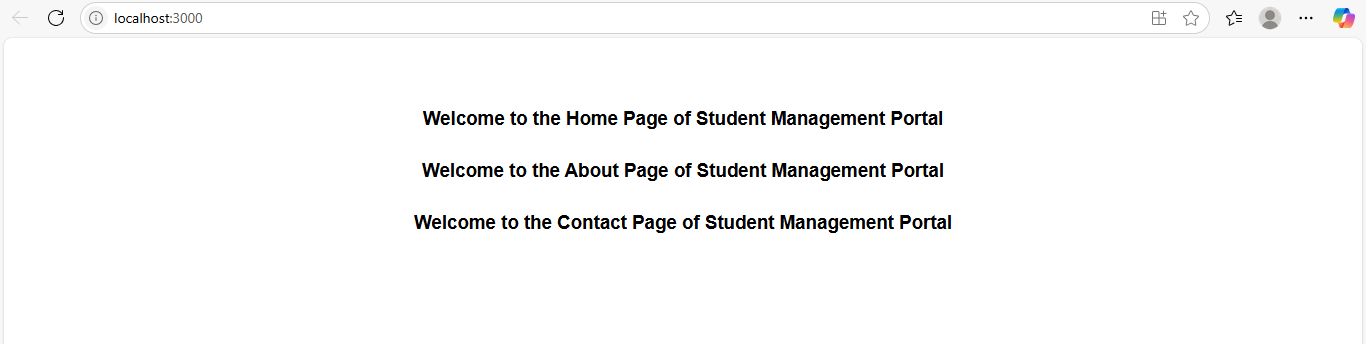 localhost:3000
Welcome to the Home Page of Student Management Portal
Welcome to the About Page of Student Management Portal
Welcome to the Contact Page of Student Management Portal